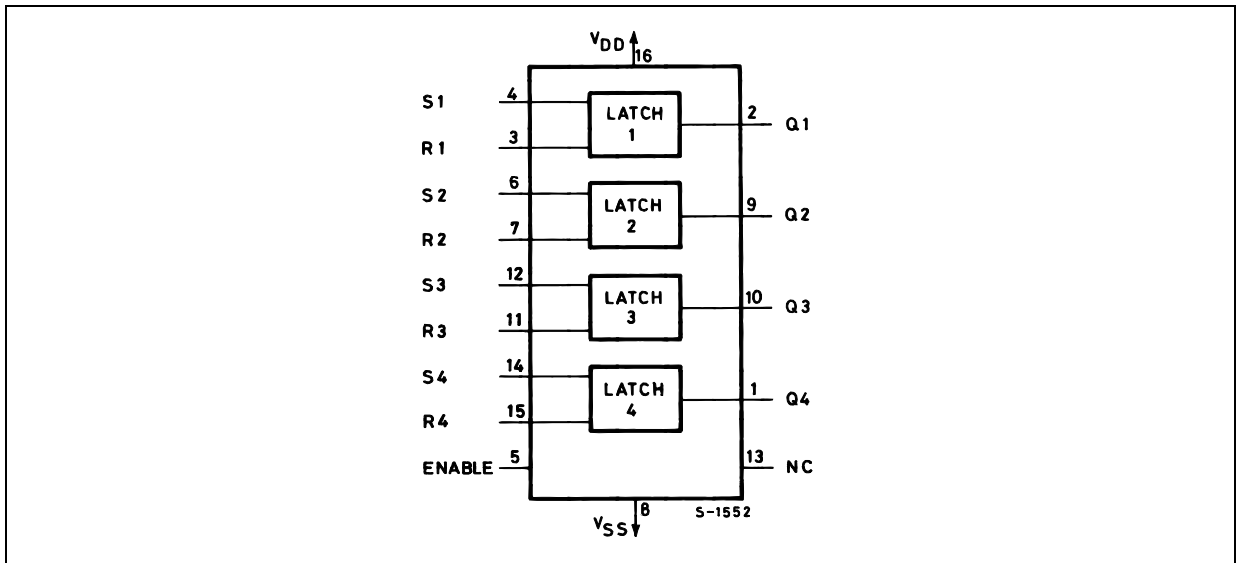 VDD
16
S1 4 LATCH 1 2 Q1
R1 3
S2 6 LATCH 2 9 Q2
R2 7
S3 12 LATCH 3 10 Q3
R3 11
S4 14 LATCH 4 1 Q4
R4 15
ENABLE 5 13 NC
VSS 8 S-1552